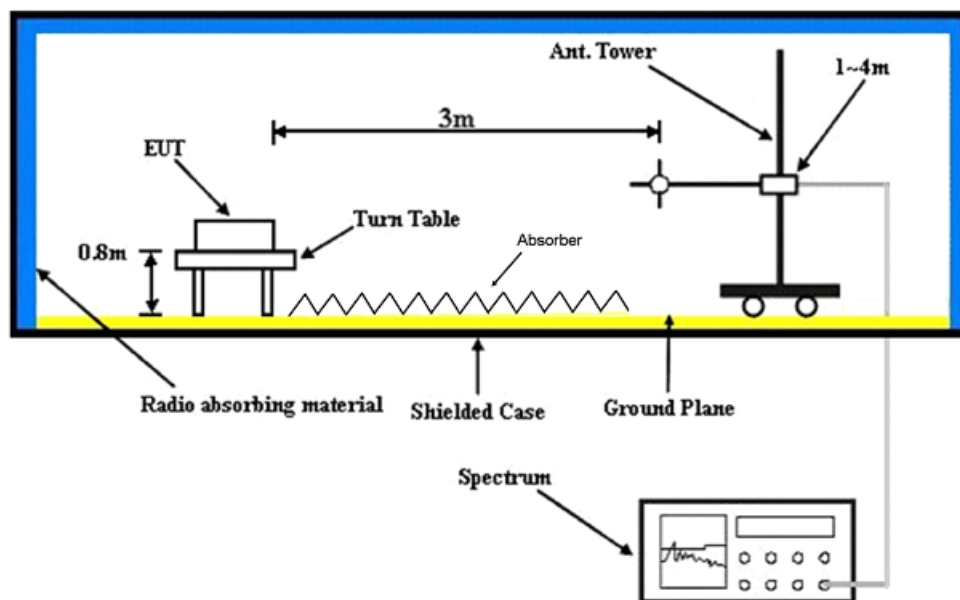 Ant. Tower
1~4m
3m
EUT
Turn Table
0.8m
Absorber
Radio absorbing material
Shielded Case
Ground Plane
Spectrum